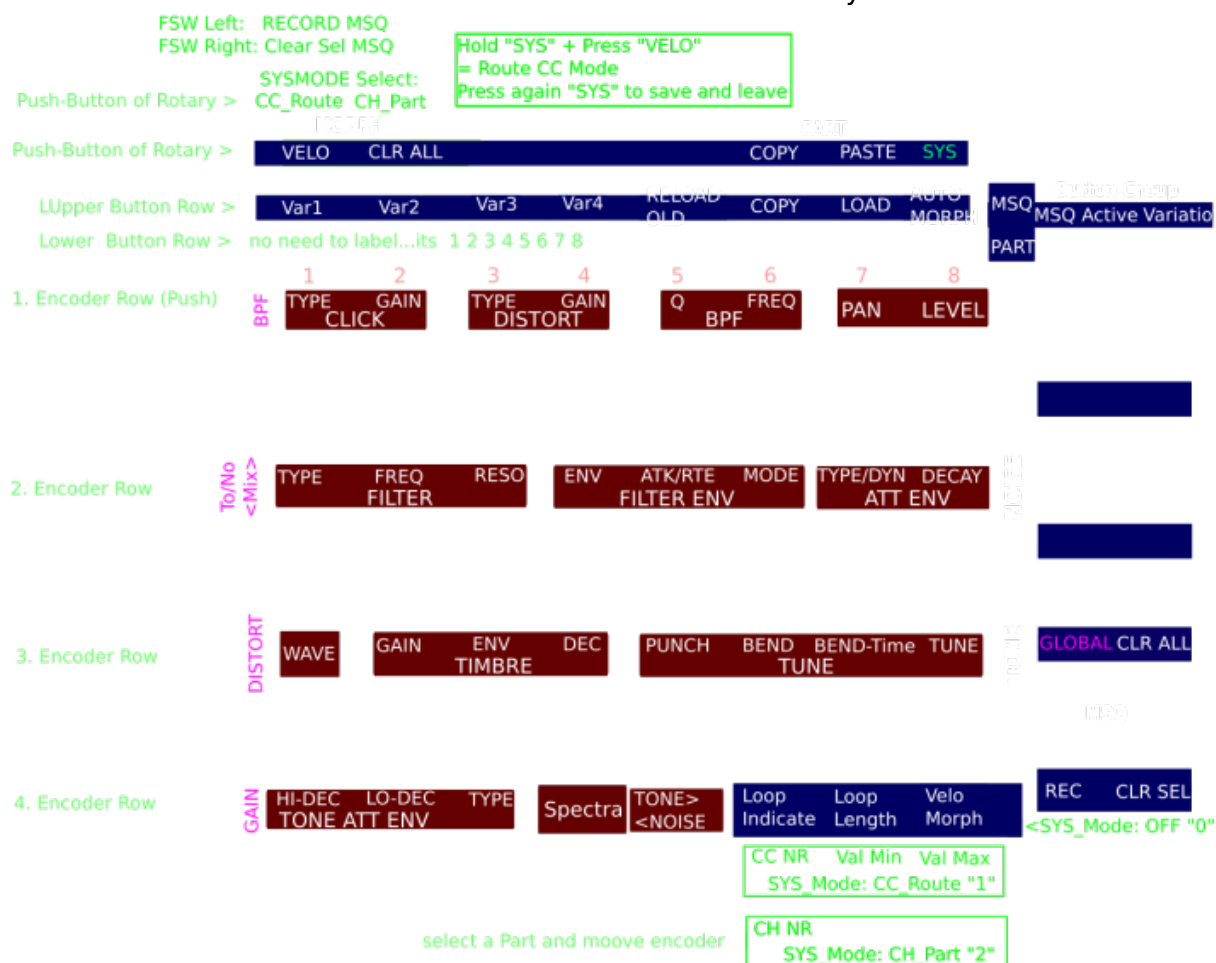 FSW Left: RECORD MSQ
FSW Right: Clear Sel MSQ
Hold "SYS" + Press "VELO"
= Route CC Mode
Press again "SYS" to save and leave
SYSMODE Select:
Push-Button of Rotary > CC_Route CH_Part
MORPH PART
Push-Button of Rotary > VELO CLR ALL COPY PASTE SYS
LUpper Button Row > Var1 Var2 Var3 Var4 RELOAD OLD COPY LOAD AUTO MORPH MSQ
Button Group
MSQ Active Variatio
Lower Button Row > no need to label...its 1 2 3 4 5 6 7 8 PART
1 2 3 4 5 6 7 8
1. Encoder Row (Push) BPF TYPE GAIN TYPE GAIN Q FREQ PAN LEVEL
CLICK DISTORT BPF
2. Encoder Row To/No <Mix> TYPE FREQ RESO ENV ATK/RTE MODE TYPE/DYN DECAY
FILTER FILTER ENV ATT ENV
3. Encoder Row DISTORT WAVE GAIN ENV DEC PUNCH BEND BEND-Time TUNE GLOBAL CLR ALL
TIMBRE TUNE
MSQ
4. Encoder Row GAIN HI-DEC LO-DEC TYPE Spectra TONE> Loop Loop Velo REC CLR SEL
TONE ATT ENV <NOISE Indicate Length Morph
<SYS_Mode: OFF "0"
CC NR Val Min Val Max
SYS_Mode: CC_Route "1"
CH NR
select a Part and moove encoder
SYS_Mode: CH_Part "2"